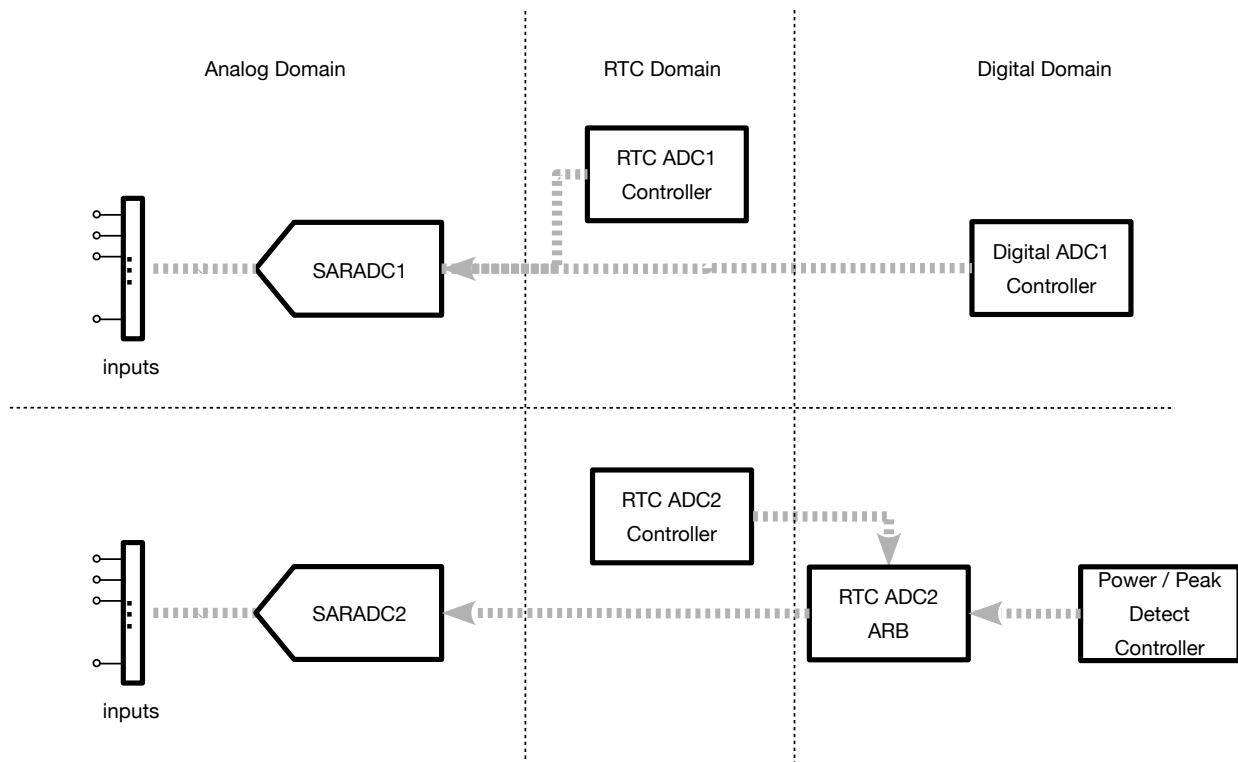 Analog Domain
RTC Domain
Digital Domain
RTC ADC1
Controller
SARADC1
Digital ADC1
Controller
inputs
RTC ADC2
Controller
SARADC2
RTC ADC2
ARB
Power / Peak
Detect
Controller
inputs